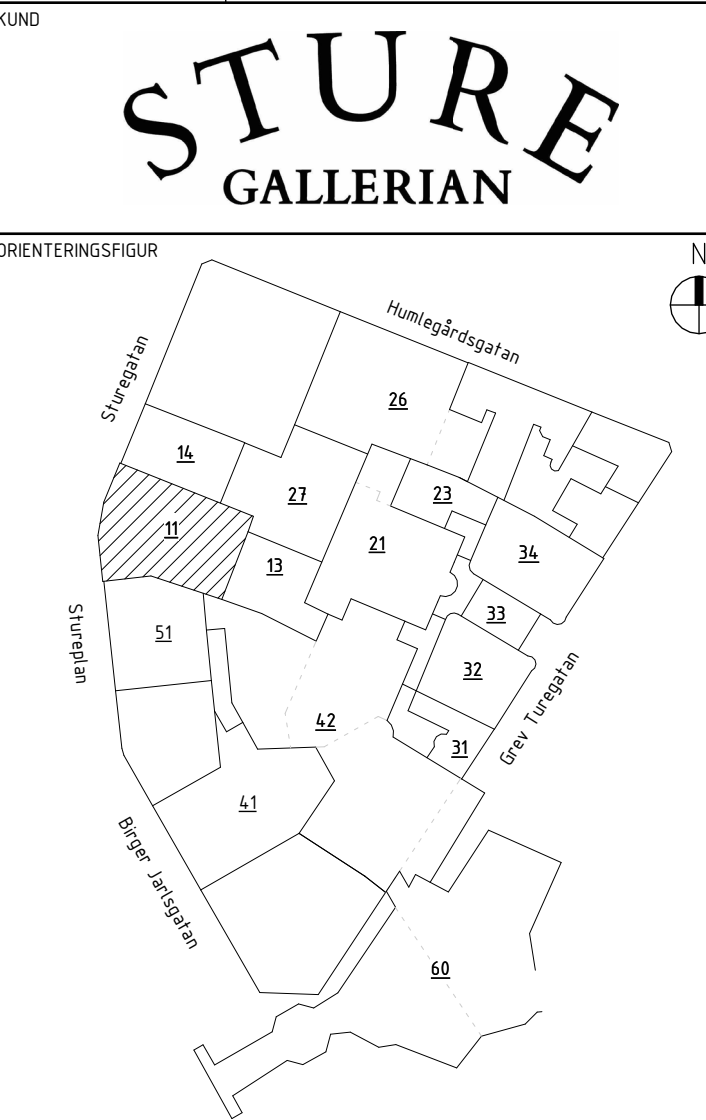 KUND
STURE
GALLERIAN
ORIENTERINGSFIGUR
N
Humlegårdsgatan
Sturegatan
26
14
27
23
11
21
34
13
33
51
Stureplan
32
42
Grev Turegatan
31
41
Birger Jarlsgatan
60